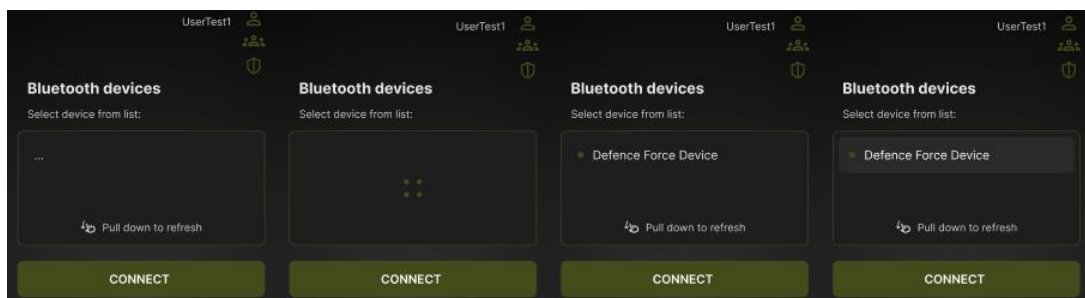 UserTest1
Bluetooth devices
Select device from list:
...
Pull down to refresh
CONNECT
UserTest1
Bluetooth devices
Select device from list:
CONNECT
UserTest1
Bluetooth devices
Select device from list:
Defence Force Device
Pull down to refresh
CONNECT
UserTest1
Bluetooth devices
Select device from list:
Defence Force Device
Pull down to refresh
CONNECT